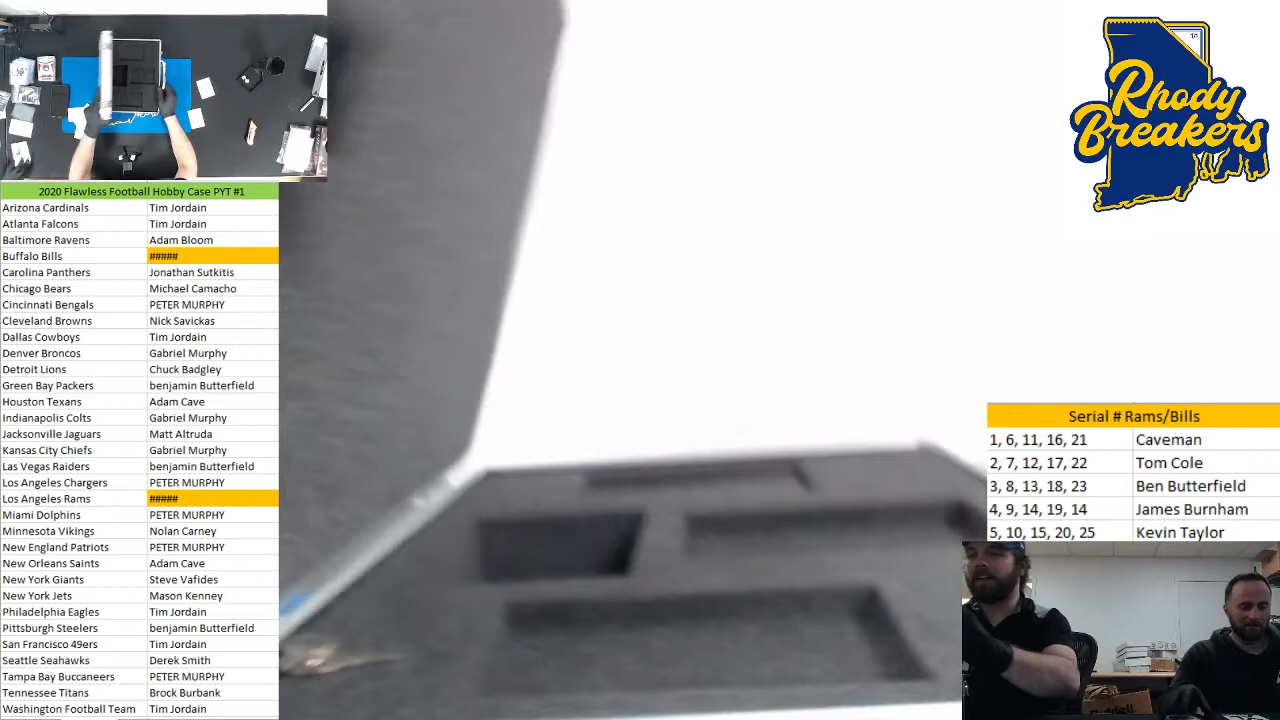 2020 Flawless Football Hobby Case PYT #1
Arizona Cardinals Tim Jordain
Atlanta Falcons Tim Jordain
Baltimore Ravens Adam Bloom
Buffalo Bills #####
Carolina Panthers Jonathan Sutkitis
Chicago Bears Michael Camacho
Cincinnati Bengals PETER MURPHY
Cleveland Browns Nick Savickas
Dallas Cowboys Tim Jordain
Denver Broncos Gabriel Murphy
Detroit Lions Chuck Badgley
Green Bay Packers benjamin Butterfield
Houston Texans Adam Cave
Indianapolis Colts Gabriel Murphy
Jacksonville Jaguars Matt Altruda
Kansas City Chiefs Gabriel Murphy
Las Vegas Raiders benjamin Butterfield
Los Angeles Chargers PETER MURPHY
Los Angeles Rams #####
Miami Dolphins PETER MURPHY
Minnesota Vikings Nolan Carney
New England Patriots PETER MURPHY
New Orleans Saints Adam Cave
New York Giants Steve Vafides
New York Jets Mason Kenney
Philadelphia Eagles Tim Jordain
Pittsburgh Steelers benjamin Butterfield
San Francisco 49ers Tim Jordain
Seattle Seahawks Derek Smith
Tampa Bay Buccaneers PETER MURPHY
Tennessee Titans Brock Burbank
Washington Football Team Tim Jordain
1/1
Rhody
Breakers
Serial # Rams/Bills
1, 6, 11, 16, 21 Caveman
2, 7, 12, 17, 22 Tom Cole
3, 8, 13, 18, 23 Ben Butterfield
4, 9, 14, 19, 14 James Burnham
5, 10, 15, 20, 25 Kevin Taylor